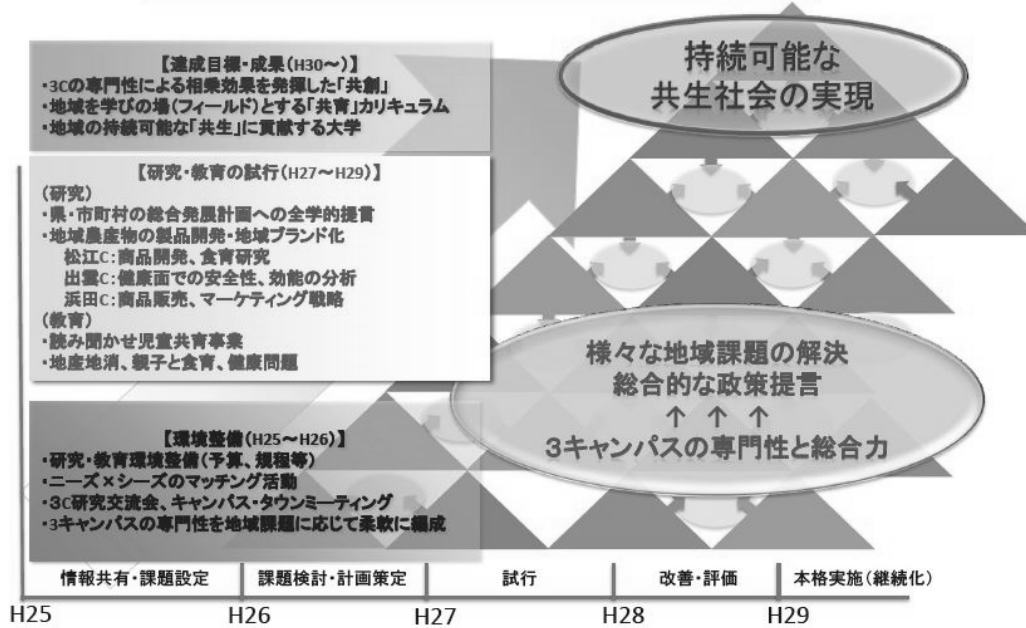 【達成目標・成果(H30～)】
・3Cの専門性による相乗効果を発揮した「共創」
・地域を学びの場(フィールド)とする「共育」カリキュラム
・地域の持続可能な「共生」に貢献する大学
持続可能な
共生社会の実現
【研究・教育の試行(H27～H29)】
(研究)
・県・市町村の総合発展計画への全学的提言
・地域農産物の製品開発・地域ブランド化
松江C:商品開発、食育研究
出雲C:健康面での安全性、効能の分析
浜田C:商品販売、マーケティング戦略
(教育)
・読み聞かせ児童共育事業
・地産地消、親子と食育、健康問題
様々な地域課題の解決
総合的な政策提言
↑ ↑ ↑
3キャンパスの専門性と総合力
【環境整備(H25～H26)】
・研究・教育環境整備(予算、規程等)
・ニーズ×シーズのマッチング活動
・3C研究交流会、キャンパス・タウンミーティング
・3キャンパスの専門性を地域課題に応じて柔軟に編成
情報共有・課題設定 課題検討・計画策定 試行 改善・評価 本格実施(継続化)
H25 H26 H27 H28 H29